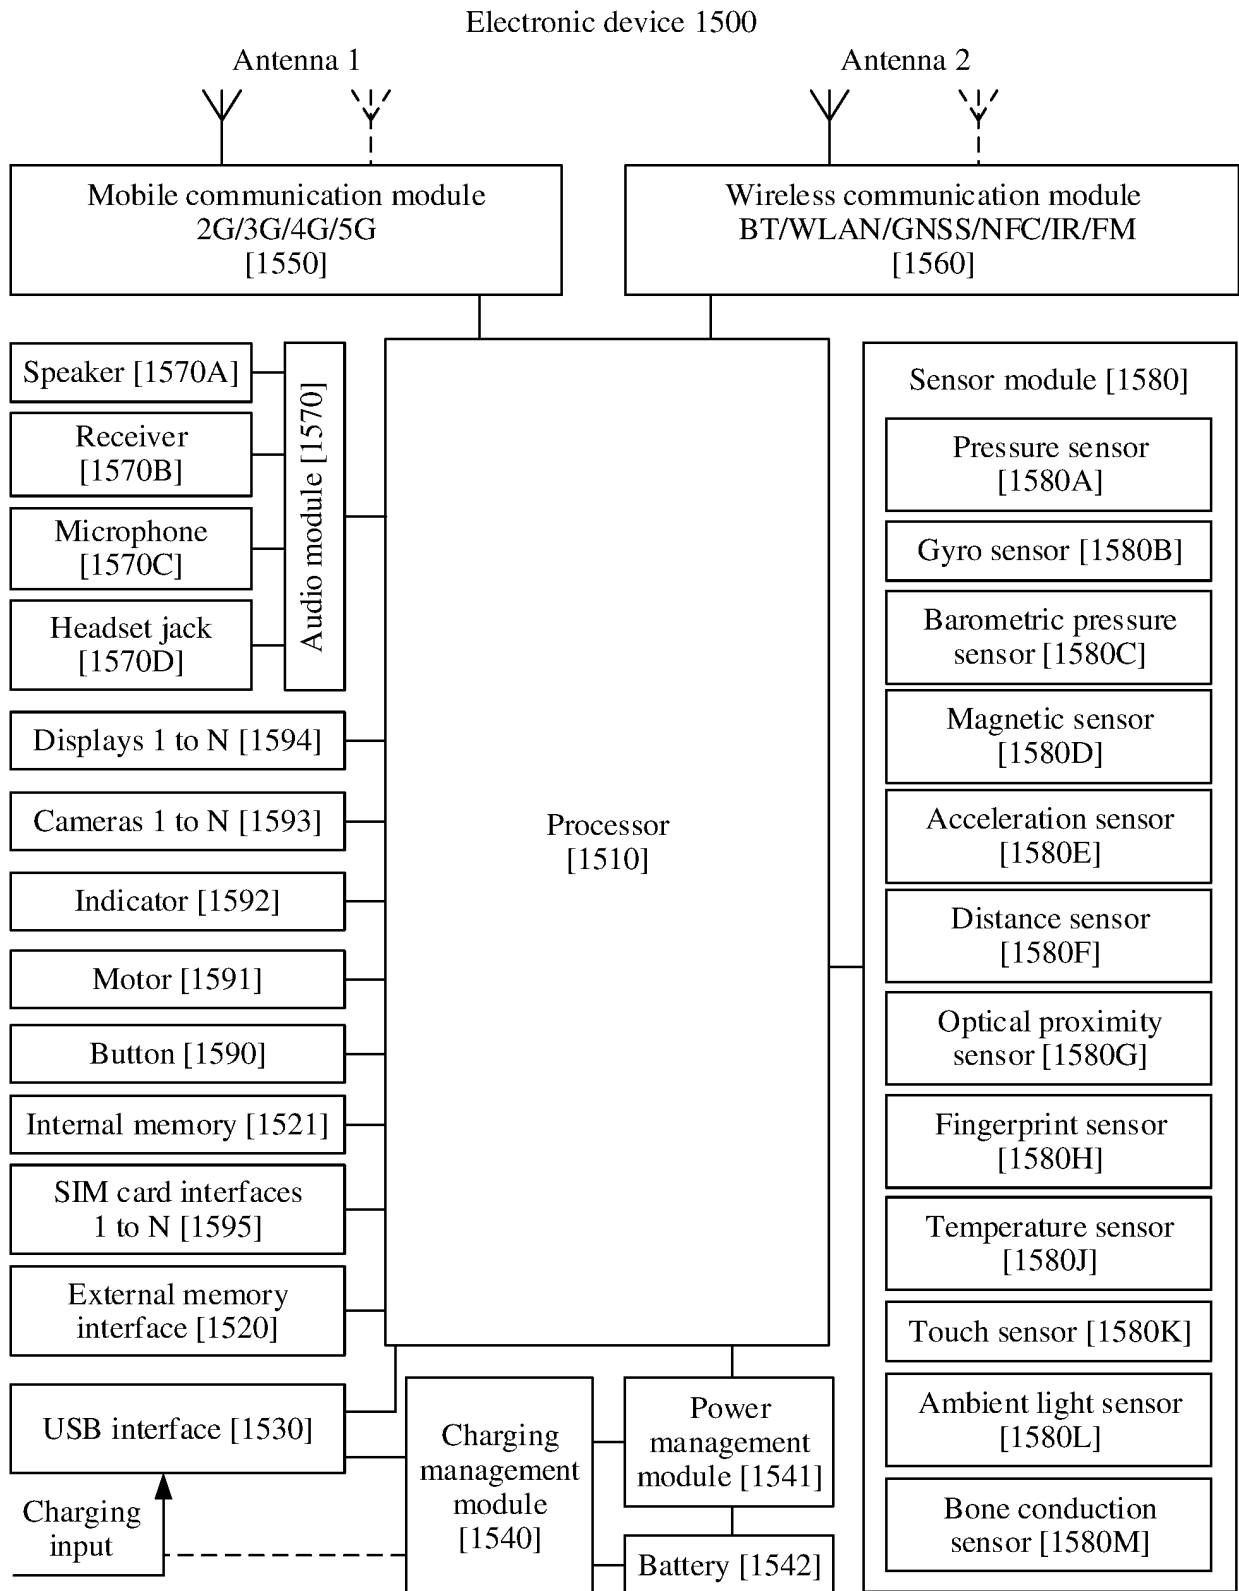 Electronic device 1500
Antenna 1
Antenna 2
Mobile communication module
2G/3G/4G/5G
[1550]
Wireless communication module
BT/WLAN/GNSS/NFC/IR/FM
[1560]
Speaker [1570A]
Receiver
[1570B]
Microphone
[1570C]
Headset jack
[1570D]
Audio module [1570]
Displays 1 to N [1594]
Cameras 1 to N [1593]
Indicator [1592]
Motor [1591]
Button [1590]
Internal memory [1521]
SIM card interfaces
1 to N [1595]
External memory
interface [1520]
USB interface [1530]
Charging
input
Processor
[1510]
Charging
management
module
[1540]
Power
management
module [1541]
Battery [1542]
Sensor module [1580]
Pressure sensor
[1580A]
Gyro sensor [1580B]
Barometric pressure
sensor [1580C]
Magnetic sensor
[1580D]
Acceleration sensor
[1580E]
Distance sensor
[1580F]
Optical proximity
sensor [1580G]
Fingerprint sensor
[1580H]
Temperature sensor
[1580J]
Touch sensor [1580K]
Ambient light sensor
[1580L]
Bone conduction
sensor [1580M]